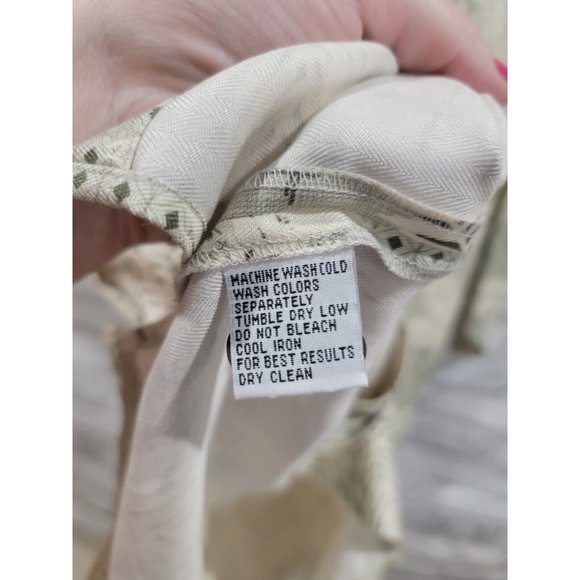 MACHINE WASH COLD
WASH COLORS
SEPARATELY
TUMBLE DRY LOW
DO NOT BLEACH
COOL IRON
FOR BEST RESULTS
DRY CLEAN